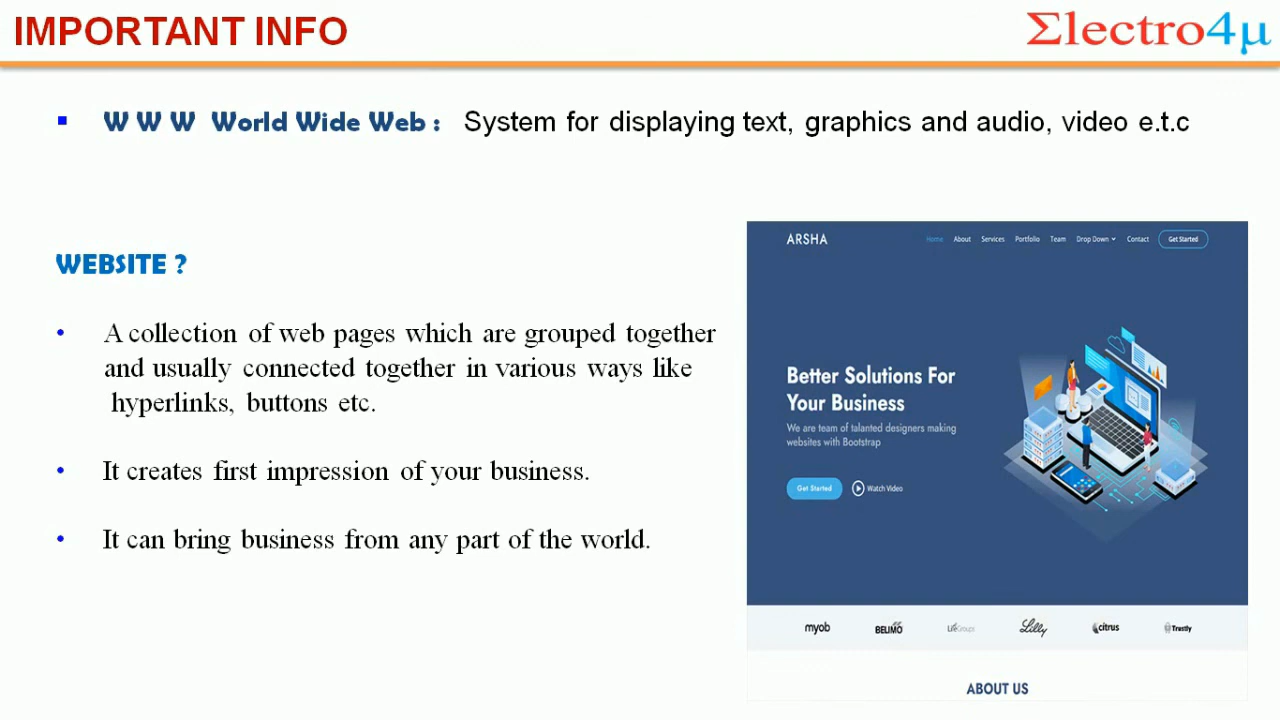 IMPORTANT INFO
Σlectro4μ
▪ W W W World Wide Web : System for displaying text, graphics and audio, video e.t.c
WEBSITE ?
• A collection of web pages which are grouped together
and usually connected together in various ways like
hyperlinks, buttons etc.
• It creates first impression of your business.
• It can bring business from any part of the world.
ARSHA Home About Services Portfolio Team Drop Down Contact Get Started
Better Solutions For
Your Business
We are team of talanted designers making
websites with Bootstrap
Get Started Watch Video
myob BELIMO LifeGroups Lilly citrus Trustly
ABOUT US